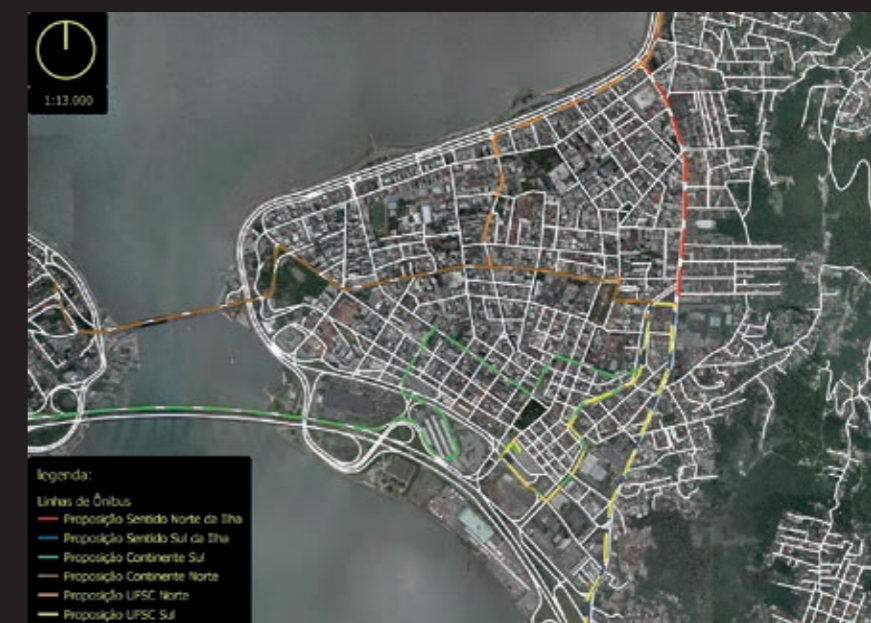 1:13.000
legenda:
Linhas de Ônibus
Proposição Sentido Norte da Ilha
Proposição Sentido Sul da Ilha
Proposição Continente Sul
Proposição Continente Norte
Proposição UFSC Norte
Proposição UFSC Sul